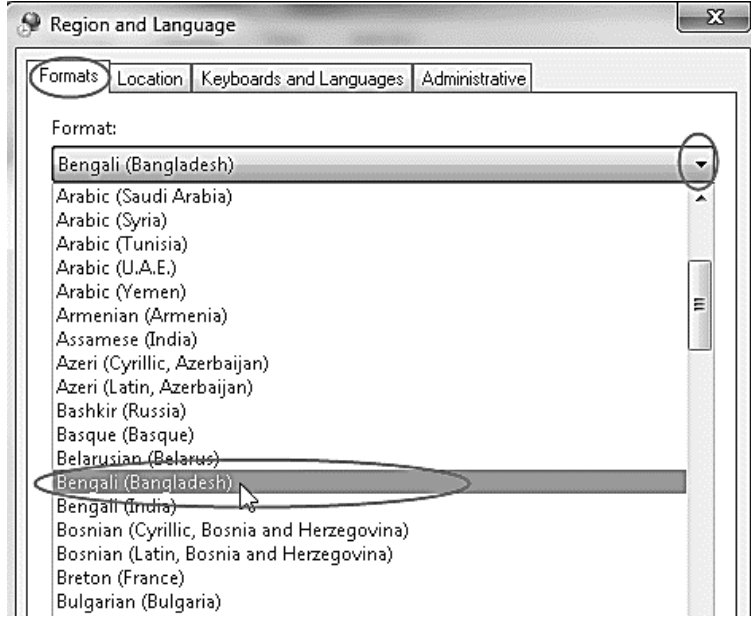 Region and Language
Formats Location Keyboards and Languages Administrative
Format:
Bengali (Bangladesh)
Arabic (Saudi Arabia)
Arabic (Syria)
Arabic (Tunisia)
Arabic (U.A.E.)
Arabic (Yemen)
Armenian (Armenia)
Assamese (India)
Azeri (Cyrillic, Azerbaijan)
Azeri (Latin, Azerbaijan)
Bashkir (Russia)
Basque (Basque)
Belarusian (Belarus)
Bengali (Bangladesh)
Bengali (India)
Bosnian (Cyrillic, Bosnia and Herzegovina)
Bosnian (Latin, Bosnia and Herzegovina)
Breton (France)
Bulgarian (Bulgaria)